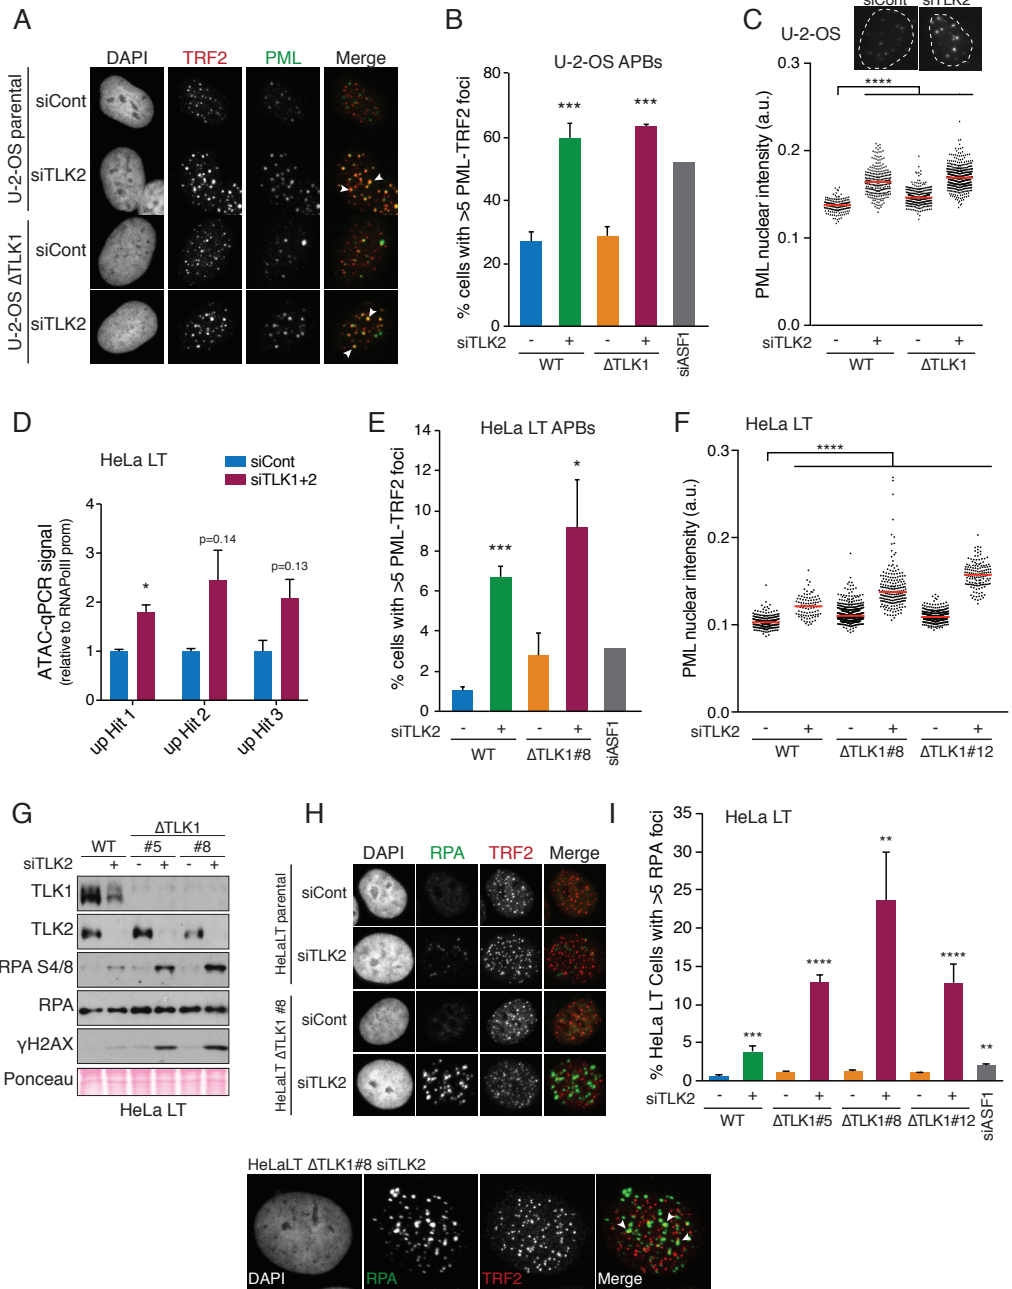 A
DAPI TRF2 PML Merge
U-2-OS parental
siCont
siTLK2
U-2-OS ΔTLK1
siCont
siTLK2
B
U-2-OS APBs
% cells with >5 PML-TRF2 foci
80
60
40
20
0
*** ***
siTLK2 - + - +
WT ΔTLK1 siASF1
C
siCont siTLK2
U-2-OS
PML nuclear intensity (a.u.)
0.3
0.2
0.1
0.0
****
siTLK2 - + - +
WT ΔTLK1
D
HeLa LT
siCont
siTLK1+2
ATAC-qPCR signal
(relative to RNAPolII prom)
4
3
2
1
0
* p=0.14 p=0.13
up Hit 1 up Hit 2 up Hit 3
E
HeLa LT APBs
% cells with >5 PML-TRF2 foci
14
12
10
8
6
4
2
0
*** *
siTLK2 - + - +
WT ΔTLK1#8 siASF1
F
HeLa LT
PML nuclear intensity (a.u.)
0.3
0.2
0.1
0.0
****
siTLK2 - + - + - +
WT ΔTLK1#8 ΔTLK1#12
G
ΔTLK1
WT #5 #8
siTLK2 - + - + - +
TLK1
TLK2
RPA S4/8
RPA
γH2AX
Ponceau
HeLa LT
H
DAPI RPA TRF2 Merge
HeLaLT parental
siCont
siTLK2
HeLaLT ΔTLK1 #8
siCont
siTLK2
I
HeLa LT
% HeLa LT Cells with >5 RPA foci
35
30
25
20
15
10
5
0
*** **** ** **** **
siTLK2 - + - + - + - +
WT ΔTLK1#5 ΔTLK1#8 ΔTLK1#12 siASF1
HeLaLT ΔTLK1#8 siTLK2
DAPI RPA TRF2 Merge